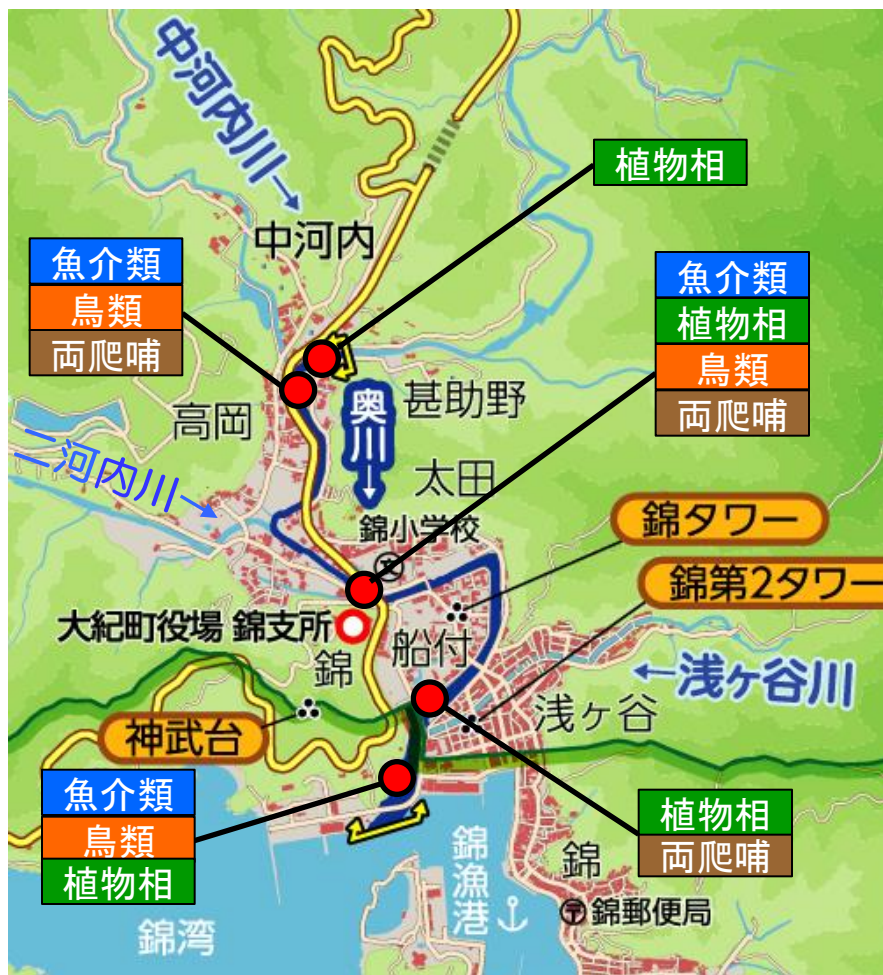 中河内川→
植物相
中河内
魚介類
鳥類
両爬哺
魚介類
植物相
鳥類
両爬哺
甚助野
高岡
奥川→
二河内川→
太田
錦小学校
文
錦タワー
錦第2タワー
大紀町役場 錦支所
船付
錦
←浅ヶ谷川
浅ヶ谷
神武台
魚介類
鳥類
植物相
植物相
両爬哺
錦漁港
錦
〒錦郵便局
錦湾